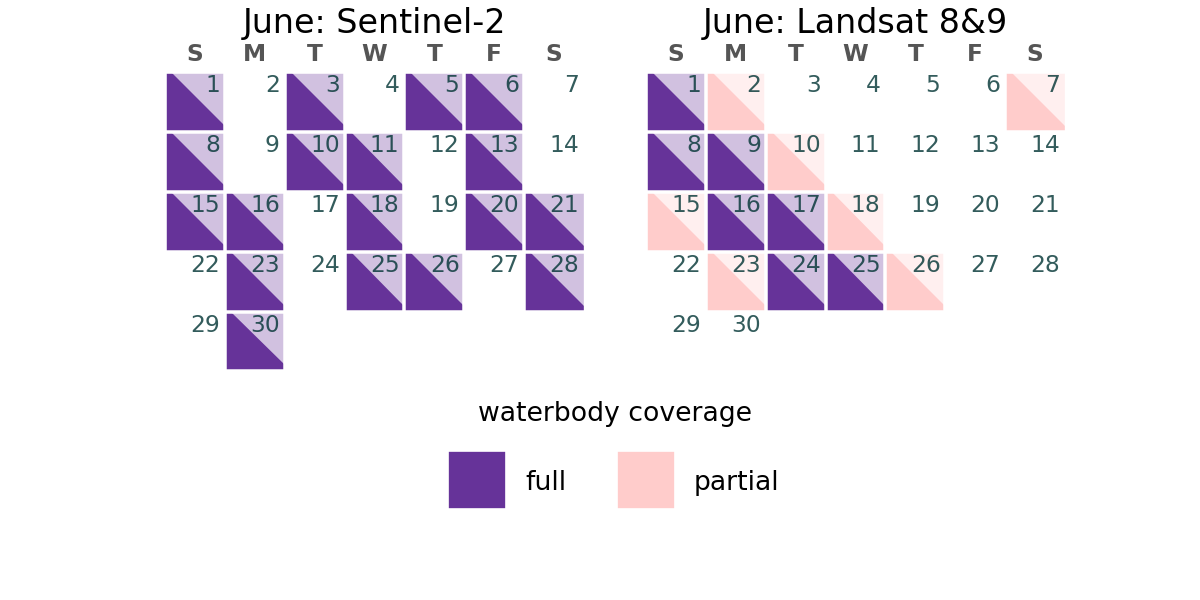 June: Sentinel-2
S M T W T F S
1 2 3 4 5 6 7
8 9 10 11 12 13 14
15 16 17 18 19 20 21
22 23 24 25 26 27 28
29 30
June: Landsat 8&9
S M T W T F S
1 2 3 4 5 6 7
8 9 10 11 12 13 14
15 16 17 18 19 20 21
22 23 24 25 26 27 28
29 30
waterbody coverage
full partial